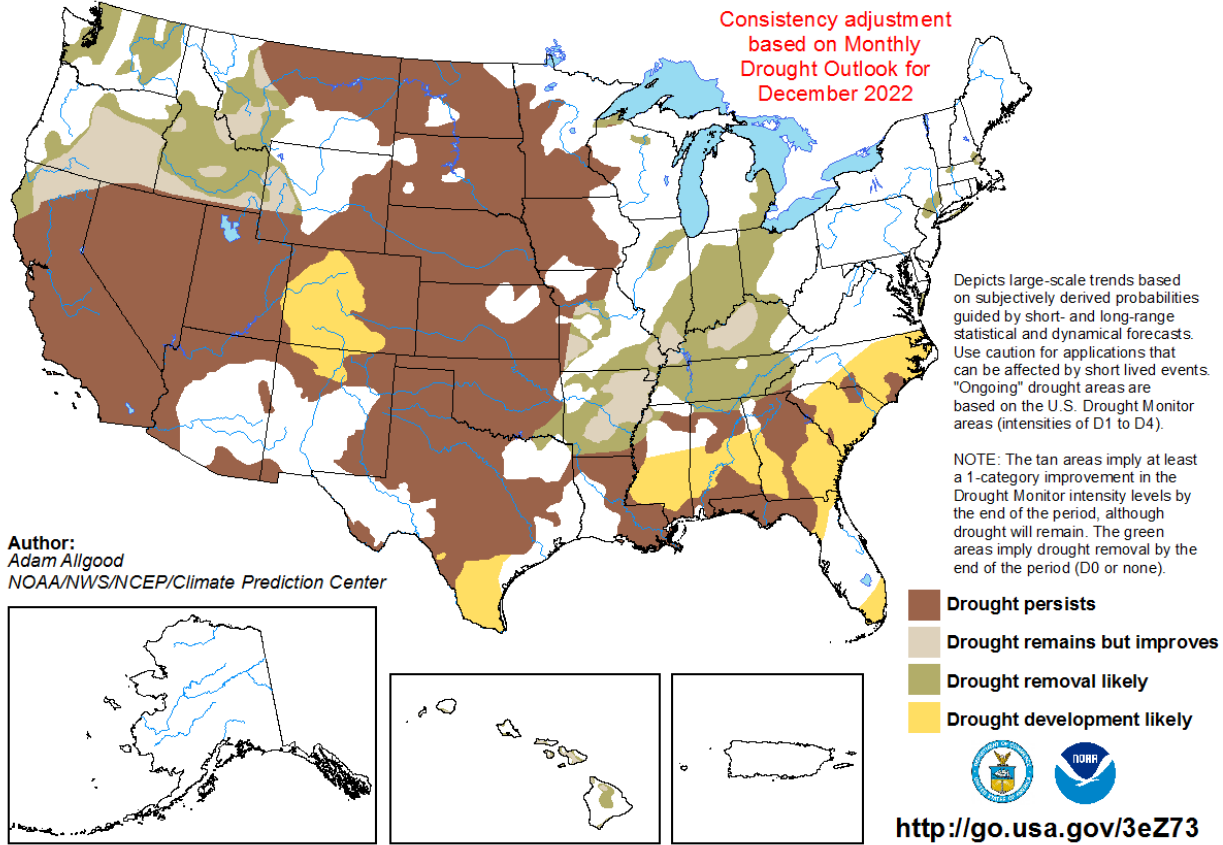 Consistency adjustment
based on Monthly
Drought Outlook for
December 2022
Depicts large-scale trends based
on subjectively derived probabilities
guided by short- and long-range
statistical and dynamical forecasts.
Use caution for applications that
can be affected by short lived events.
"Ongoing" drought areas are
based on the U.S. Drought Monitor
areas (intensities of D1 to D4).
NOTE: The tan areas imply at least
a 1-category improvement in the
Drought Monitor intensity levels by
the end of the period, although
drought will remain. The green
areas imply drought removal by the
end of the period (D0 or none).
Author:
Adam Allgood
NOAA/NWS/NCEP/Climate Prediction Center
Drought persists
Drought remains but improves
Drought removal likely
Drought development likely
NOAA
http://go.usa.gov/3eZ73